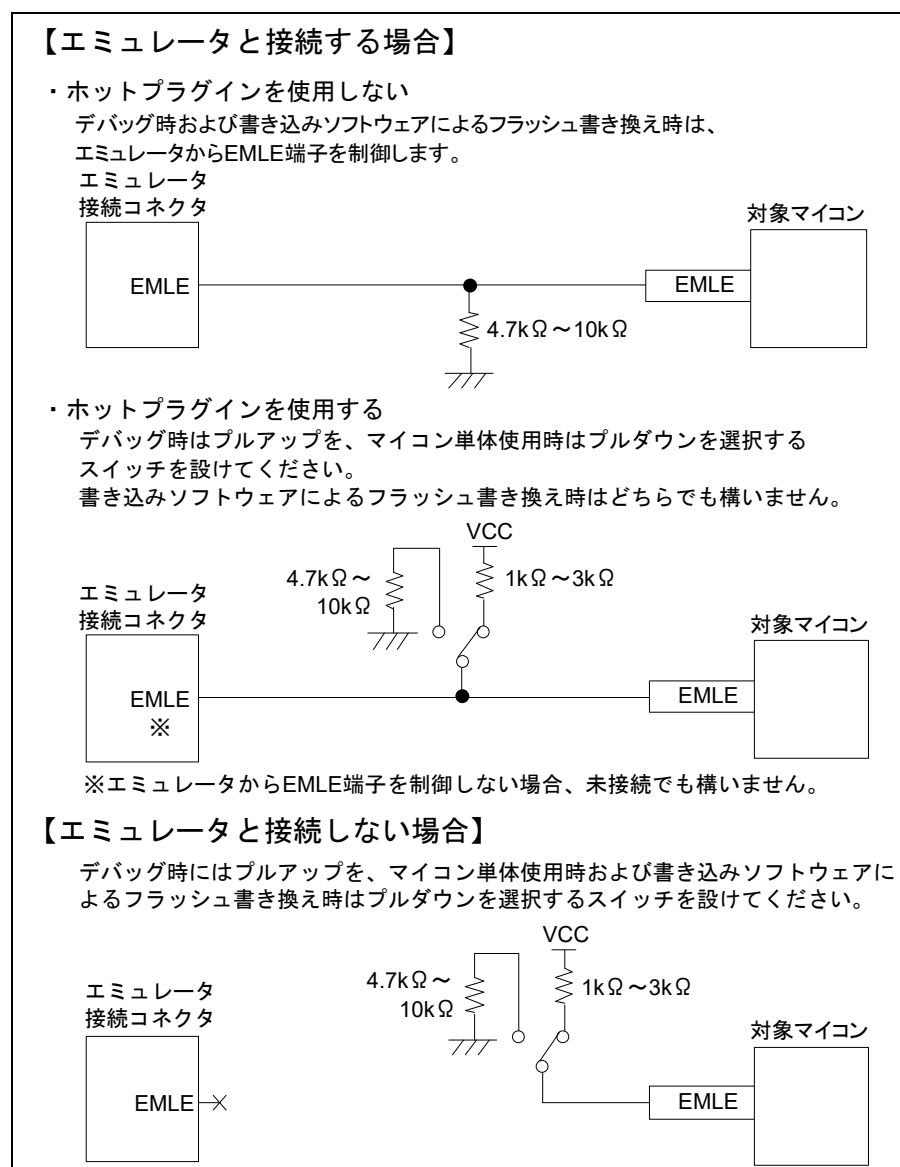 【エミュレータと接続する場合】
・ホットプラグインを使用しない
デバッグ時および書き込みソフトウェアによるフラッシュ書き換え時は、
エミュレータからEMLE端子を制御します。
エミュレータ
接続コネクタ
対象マイコン
EMLE
EMLE
4.7kΩ～10kΩ
・ホットプラグインを使用する
デバッグ時はプルアップを、マイコン単体使用時はプルダウンを選択する
スイッチを設けてください。
書き込みソフトウェアによるフラッシュ書き換え時はどちらでも構いません。
VCC
4.7kΩ～
10kΩ
1kΩ～3kΩ
エミュレータ
接続コネクタ
対象マイコン
EMLE
※
EMLE
※エミュレータからEMLE端子を制御しない場合、未接続でも構いません。
【エミュレータと接続しない場合】
デバッグ時にはプルアップを、マイコン単体使用時および書き込みソフトウェアに
よるフラッシュ書き換え時はプルダウンを選択するスイッチを設けてください。
VCC
4.7kΩ～
10kΩ
1kΩ～3kΩ
エミュレータ
接続コネクタ
対象マイコン
EMLE
EMLE